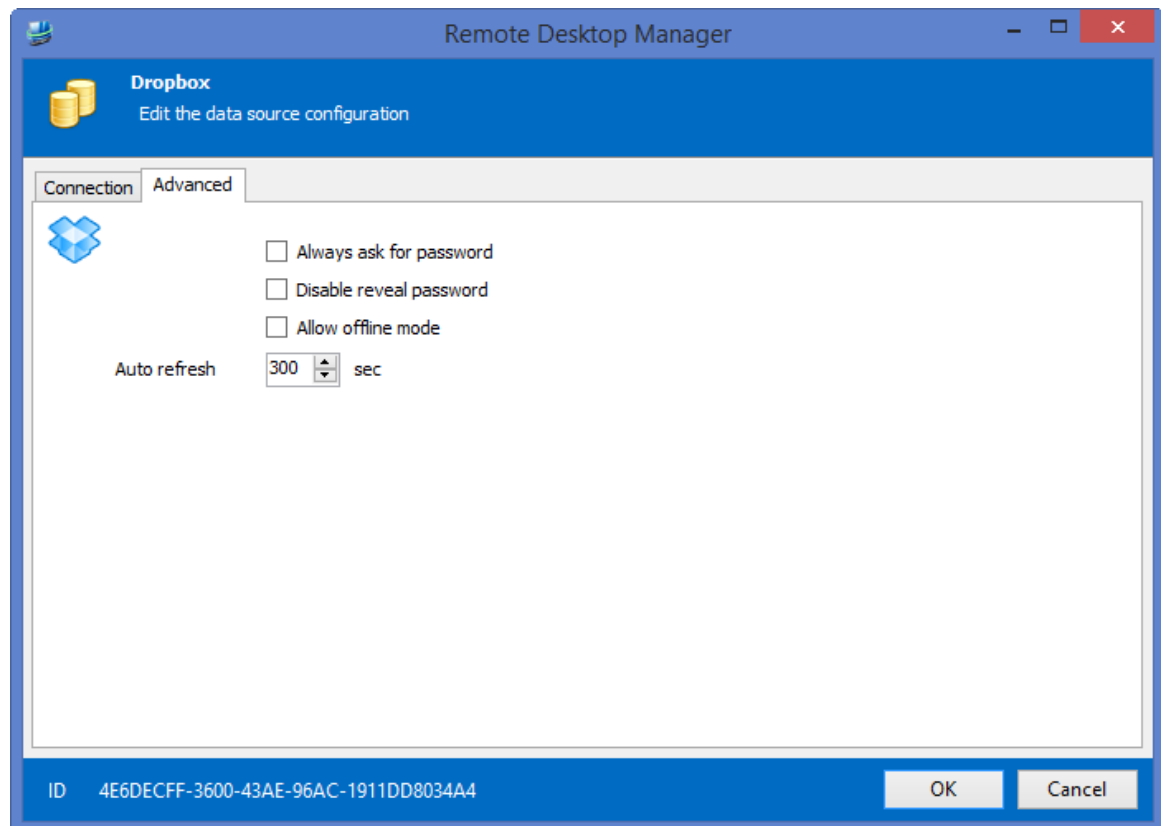 Remote Desktop Manager
Dropbox
Edit the data source configuration
Connection Advanced
Always ask for password
Disable reveal password
Allow offline mode
Auto refresh 300 sec
ID 4E6DECFF-3600-43AE-96AC-1911DD8034A4 OK Cancel